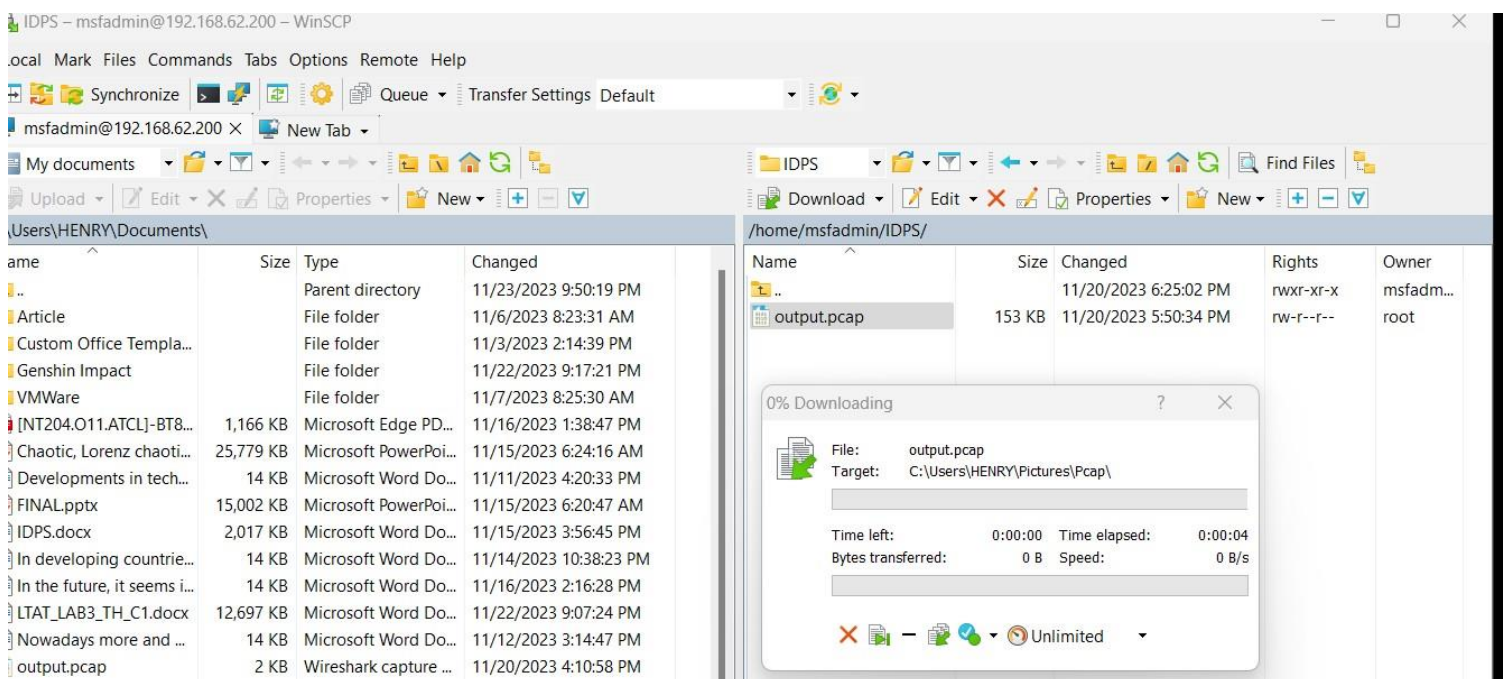 IDPS – msfadmin@192.168.62.200 – WinSCP
ocal Mark Files Commands Tabs Options Remote Help
Synchronize Queue Transfer Settings Default
msfadmin@192.168.62.200 × New Tab
My documents IDPS Find Files
Upload Edit Properties New Download Edit Properties New
\Users\HENRY\Documents\ /home/msfadmin/IDPS/
ame Size Type Changed Name Size Changed Rights Owner
.. Parent directory 11/23/2023 9:50:19 PM .. 11/20/2023 6:25:02 PM rwxr-xr-x msfadm...
Article File folder 11/6/2023 8:23:31 AM output.pcap 153 KB 11/20/2023 5:50:34 PM rw-r--r-- root
Custom Office Templa... File folder 11/3/2023 2:14:39 PM
Genshin Impact File folder 11/22/2023 9:17:21 PM
VMWare File folder 11/7/2023 8:25:30 AM
[NT204.O11.ATCL]-BT8... 1,166 KB Microsoft Edge PD... 11/16/2023 1:38:47 PM
Chaotic, Lorenz chaoti... 25,779 KB Microsoft PowerPoi... 11/15/2023 6:24:16 AM
Developments in tech... 14 KB Microsoft Word Do... 11/11/2023 4:20:33 PM
FINAL.pptx 15,002 KB Microsoft PowerPoi... 11/15/2023 6:20:47 AM
IDPS.docx 2,017 KB Microsoft Word Do... 11/15/2023 3:56:45 PM
In developing countrie... 14 KB Microsoft Word Do... 11/14/2023 10:38:23 PM
In the future, it seems i... 14 KB Microsoft Word Do... 11/16/2023 2:16:28 PM
LTAT_LAB3_TH_C1.docx 12,697 KB Microsoft Word Do... 11/22/2023 9:07:24 PM
Nowadays more and ... 14 KB Microsoft Word Do... 11/12/2023 3:14:47 PM
output.pcap 2 KB Wireshark capture ... 11/20/2023 4:10:58 PM
0% Downloading ? ×
File: output.pcap
Target: C:\Users\HENRY\Pictures\Pcap\
Time left: 0:00:00 Time elapsed: 0:00:04
Bytes transferred: 0 B Speed: 0 B/s
Unlimited